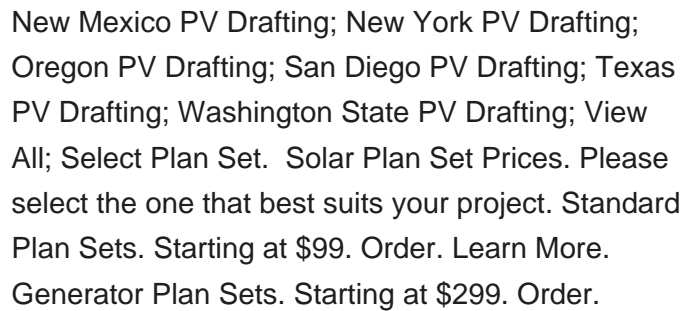 New Mexico PV Drafting; New York PV Drafting;
Oregon PV Drafting; San Diego PV Drafting; Texas
PV Drafting; Washington State PV Drafting; View
All; Select Plan Set.  Solar Plan Set Prices. Please
select the one that best suits your project. Standard
Plan Sets. Starting at $99. Order. Learn More.
Generator Plan Sets. Starting at $299. Order.